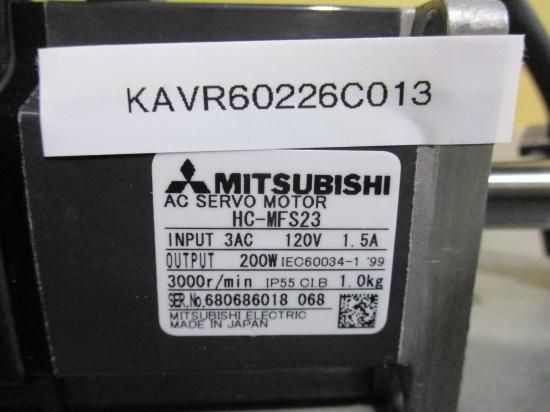 KAVR60226C013
MITSUBISHI
AC SERVO MOTOR
HC-MFS23
INPUT 3AC 120V 1.5A
OUTPUT 200W IEC60034-1 '99
3000r/min IP55 Cl.B 1.0kg
SER.No.680686018 068
MITSUBISHI ELECTRIC
MADE IN JAPAN